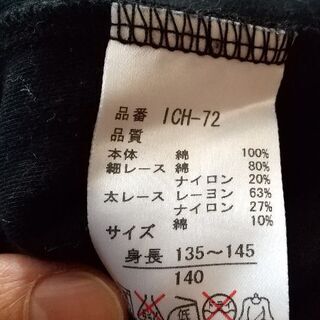 品番 ICH-72
品質
本体 綿 100%
細レース 綿 80%
ナイロン 20%
太レース レーヨン 63%
ナイロン 27%
綿 10%
サイズ
身長 135~145
140
低